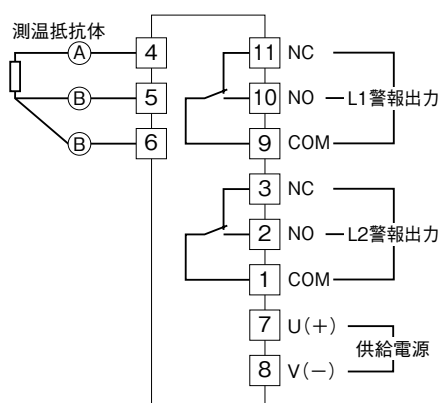 測温抵抗体
A 4
B 5
B 6
11 NC
10 NO L1警報出力
9 COM
3 NC
2 NO L2警報出力
1 COM
7 U(+)
供給電源
8 V(－)